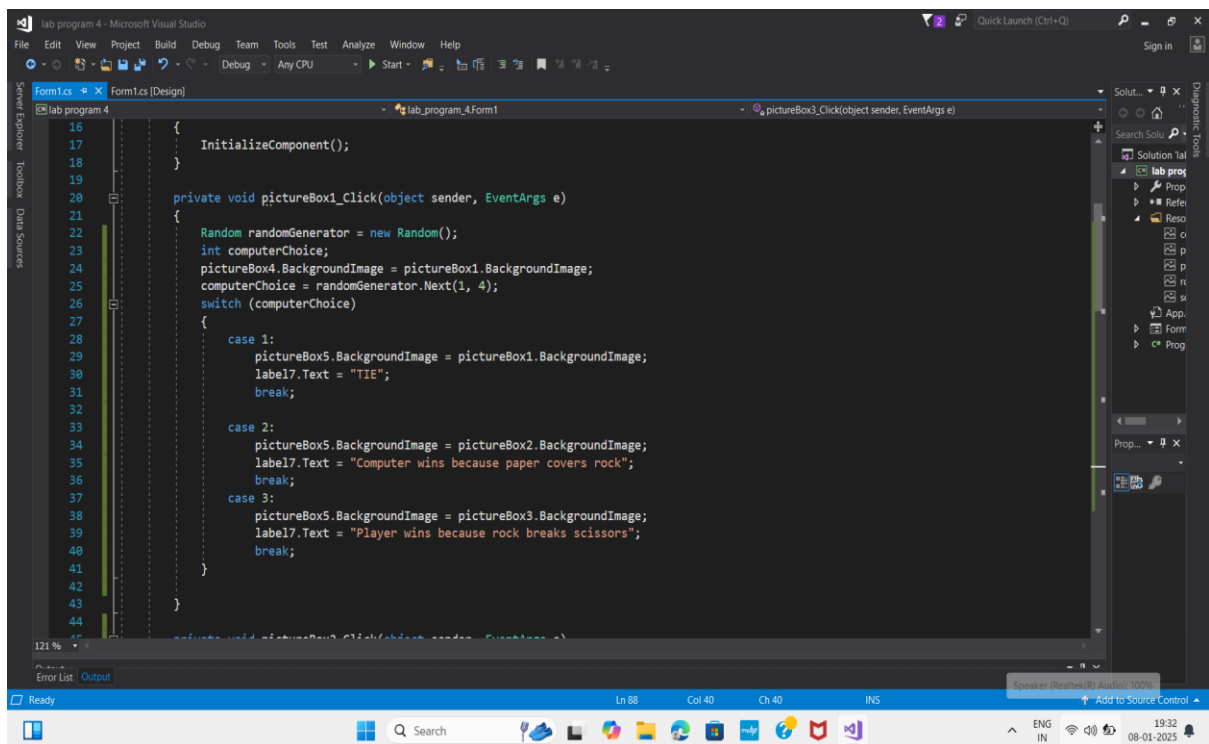 lab program 4 - Microsoft Visual Studio
2
Quick Launch (Ctrl+Q)
File Edit View Project Build Debug Team Tools Test Analyze Window Help
Sign in
Debug Any CPU Start
Form1.cs Form1.cs [Design]
Solut...
lab program 4 lab_program_4.Form1 pictureBox3_Click(object sender, EventArgs e)
Server Explorer
Toolbox
Data Sources
Diagnostic Tools
Search Solu
Solution 'lal
lab prog
Prop
Refer
Reso
App.
Form
C# Prog
16 {
17 InitializeComponent();
18 }
19
20 private void pictureBox1_Click(object sender, EventArgs e)
21 {
22 Random randomGenerator = new Random();
23 int computerChoice;
24 pictureBox4.BackgroundImage = pictureBox1.BackgroundImage;
25 computerChoice = randomGenerator.Next(1, 4);
26 switch (computerChoice)
27 {
28 case 1:
29 pictureBox5.BackgroundImage = pictureBox1.BackgroundImage;
30 label7.Text = "TIE";
31 break;
32
33 case 2:
34 pictureBox5.BackgroundImage = pictureBox2.BackgroundImage;
35 label7.Text = "Computer wins because paper covers rock";
36 break;
37 case 3:
38 pictureBox5.BackgroundImage = pictureBox3.BackgroundImage;
39 label7.Text = "Player wins because rock breaks scissors";
40 break;
41 }
42
43 }
44
Prop...
121 %
Error List Output
Speaker (Realtek(R) Audio): 100%
Ready Ln 88 Col 40 Ch 40 INS Add to Source Control
Search
ENG
IN
19:32
08-01-2025